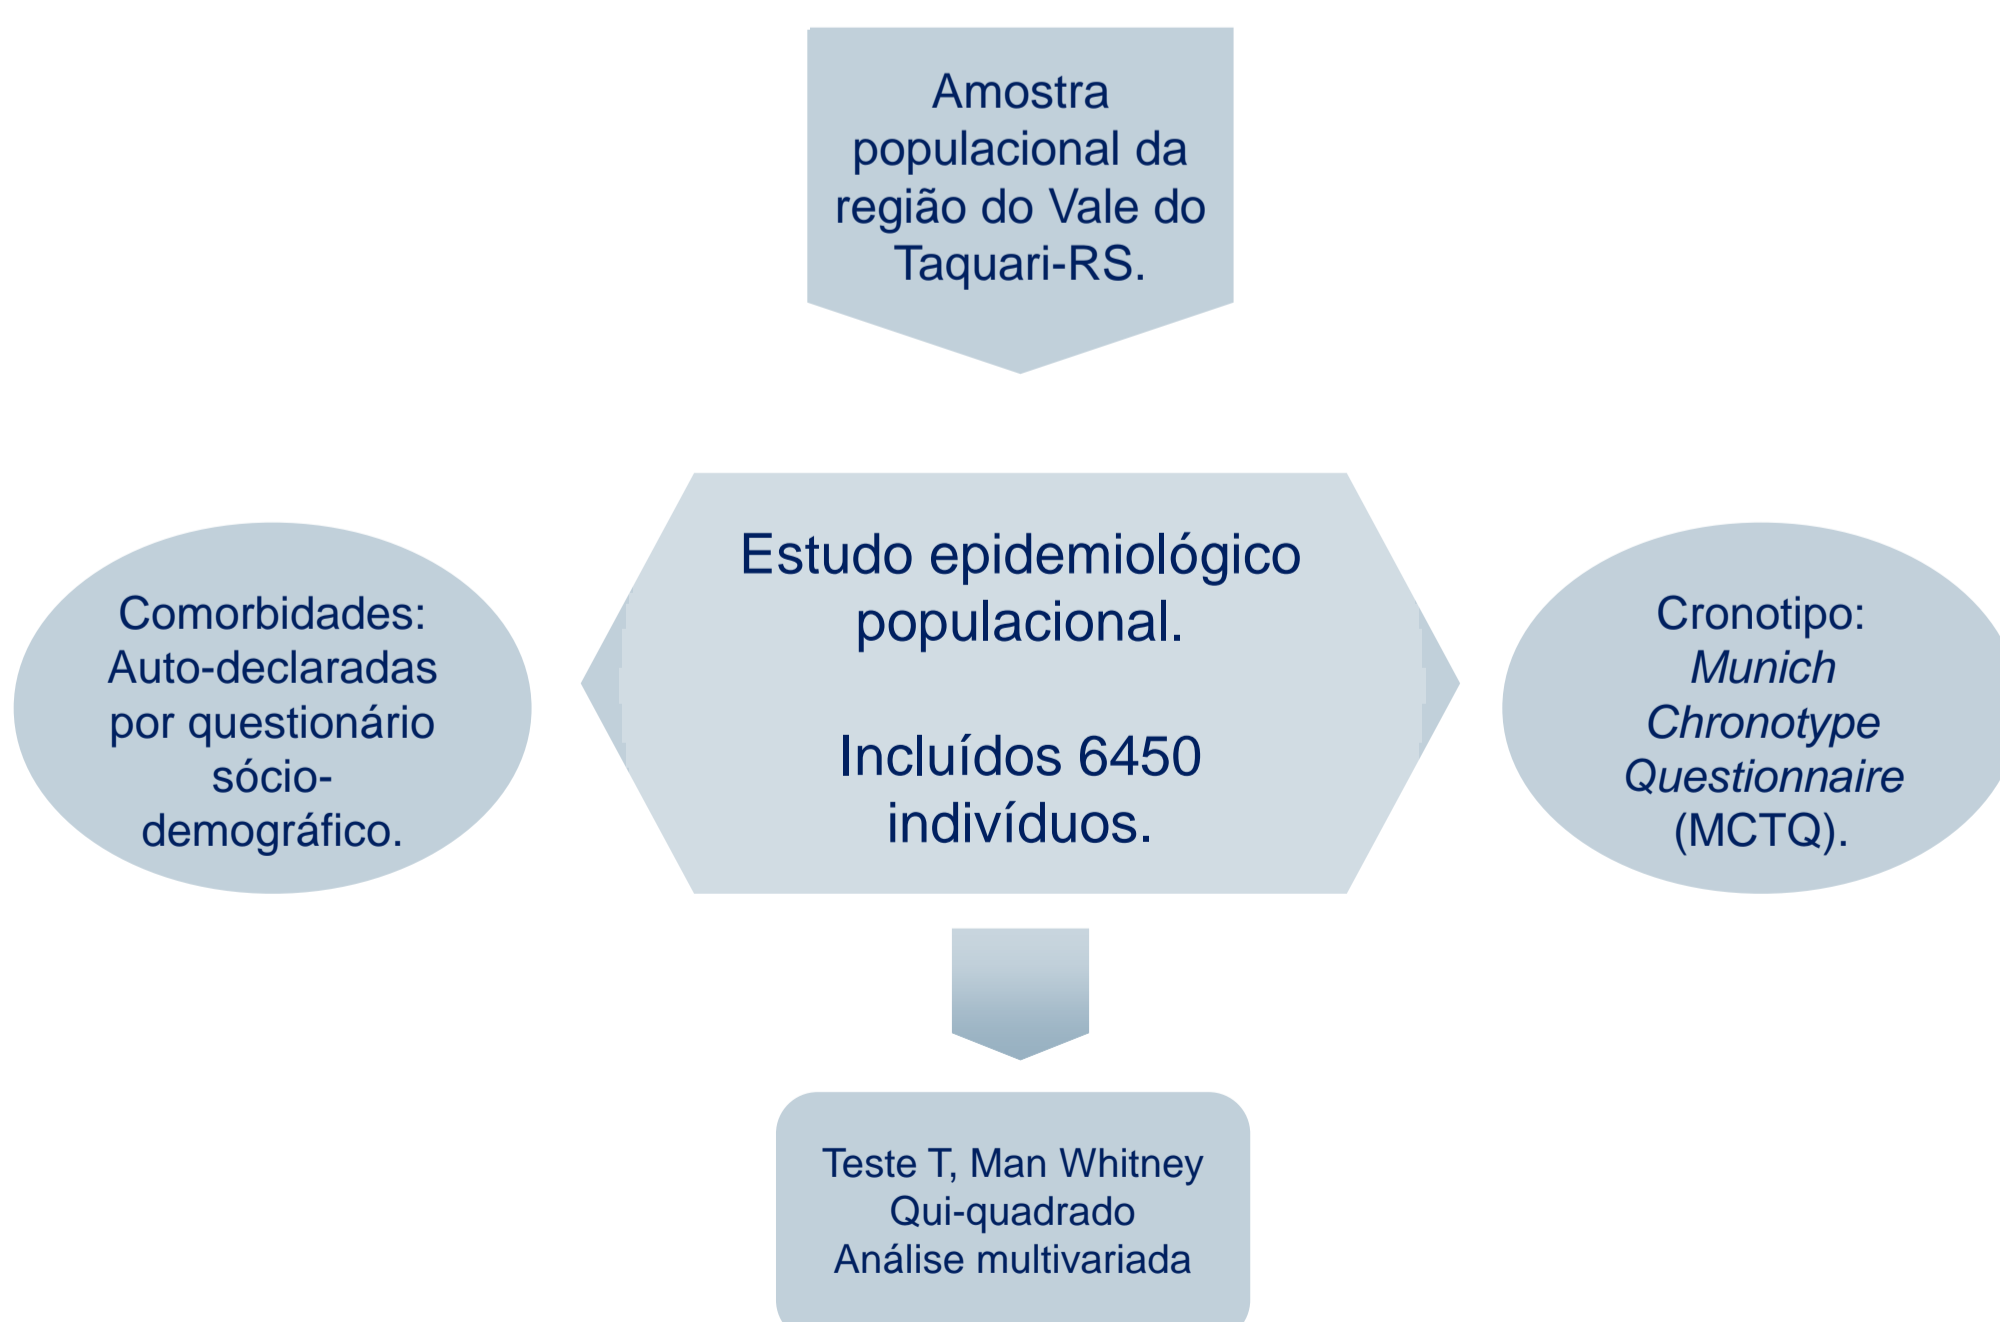 Amostra
populacional da
região do Vale do
Taquari-RS.
Estudo epidemiológico
populacional.
Incluídos 6450
indivíduos.
Comorbidades:
Auto-declaradas
por questionário
sócio-
demográfico.
Cronotipo:
Munich
Chronotype
Questionnaire
(MCTQ).
Teste T, Man Whitney
Qui-quadrado
Análise multivariada